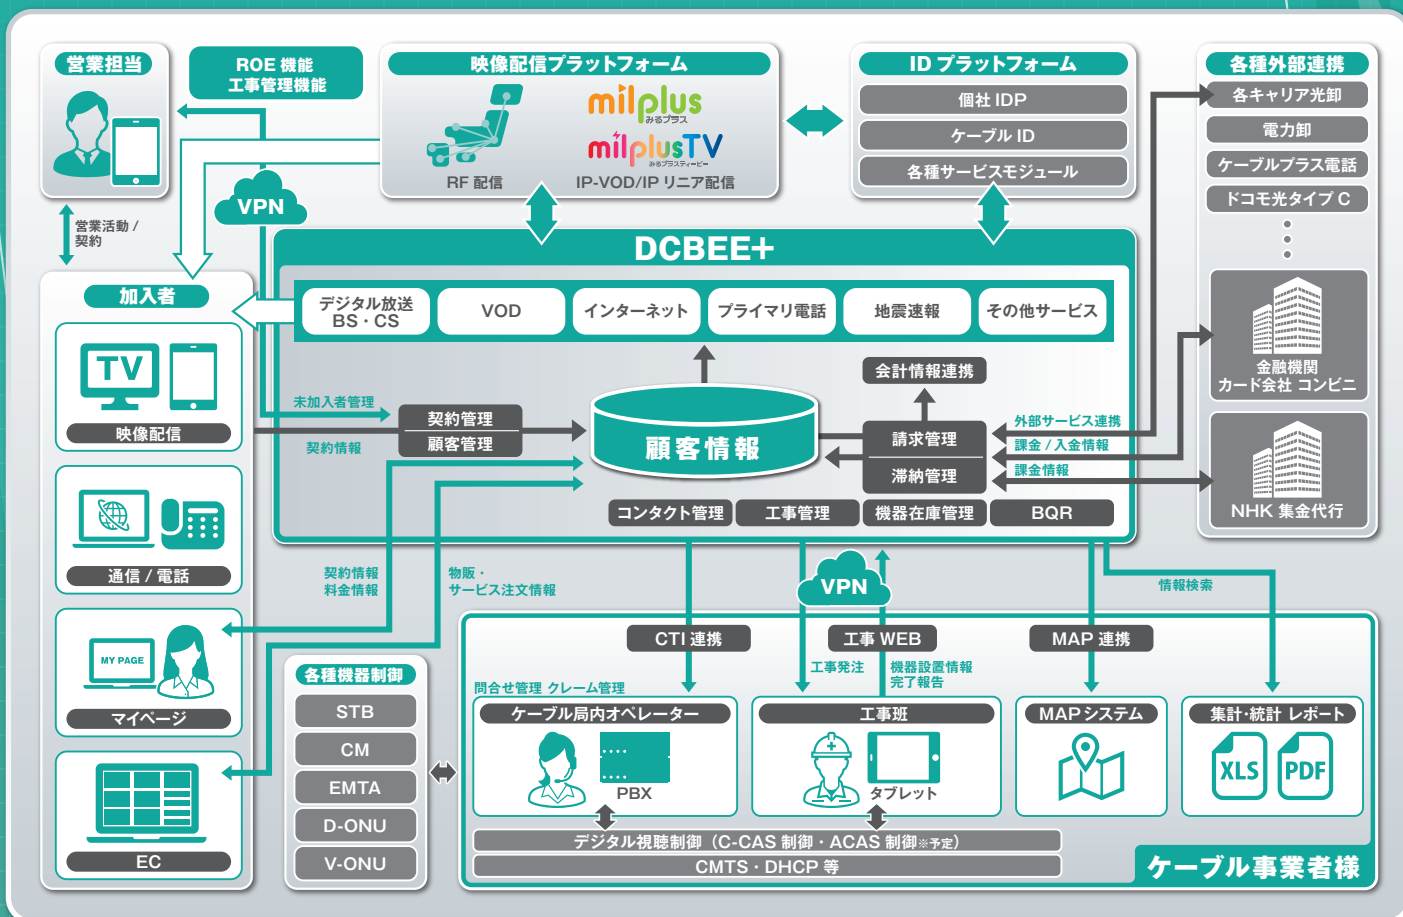 営業担当
ROE 機能
工事管理機能
映像配信プラットフォーム
milplus
みるプラス
milplusTV
みるプラスティービー
RF 配信
IP-VOD/IP リニア配信
ID プラットフォーム
個社 IDP
ケーブル ID
各種サービスモジュール
各種外部連携
各キャリア光卸
電力卸
ケーブルプラス電話
ドコモ光タイプ C
金融機関
カード会社 コンビニ
NHK 集金代行
VPN
営業活動 /
契約
DCBEE+
デジタル放送
BS・CS
VOD
インターネット
プライマリ電話
地震速報
その他サービス
加入者
TV
映像配信
通信 / 電話
MY PAGE
マイページ
EC
未加入者管理
契約情報
契約管理
顧客管理
顧客情報
会計情報連携
請求管理
滞納管理
外部サービス連携
課金 / 入金情報
課金情報
コンタクト管理
工事管理
機器在庫管理
BQR
契約情報
料金情報
物販・
サービス注文情報
VPN
情報検索
各種機器制御
STB
CM
EMTA
D-ONU
V-ONU
CTI 連携
工事 WEB
MAP 連携
工事発注
機器設置情報
完了報告
問合せ管理 クレーム管理
ケーブル局内オペレーター
PBX
工事班
タブレット
MAP システム
集計・統計 レポート
XLS
PDF
デジタル視聴制御（C-CAS 制御・ACAS 制御※予定）
CMTS・DHCP 等
ケーブル事業者様